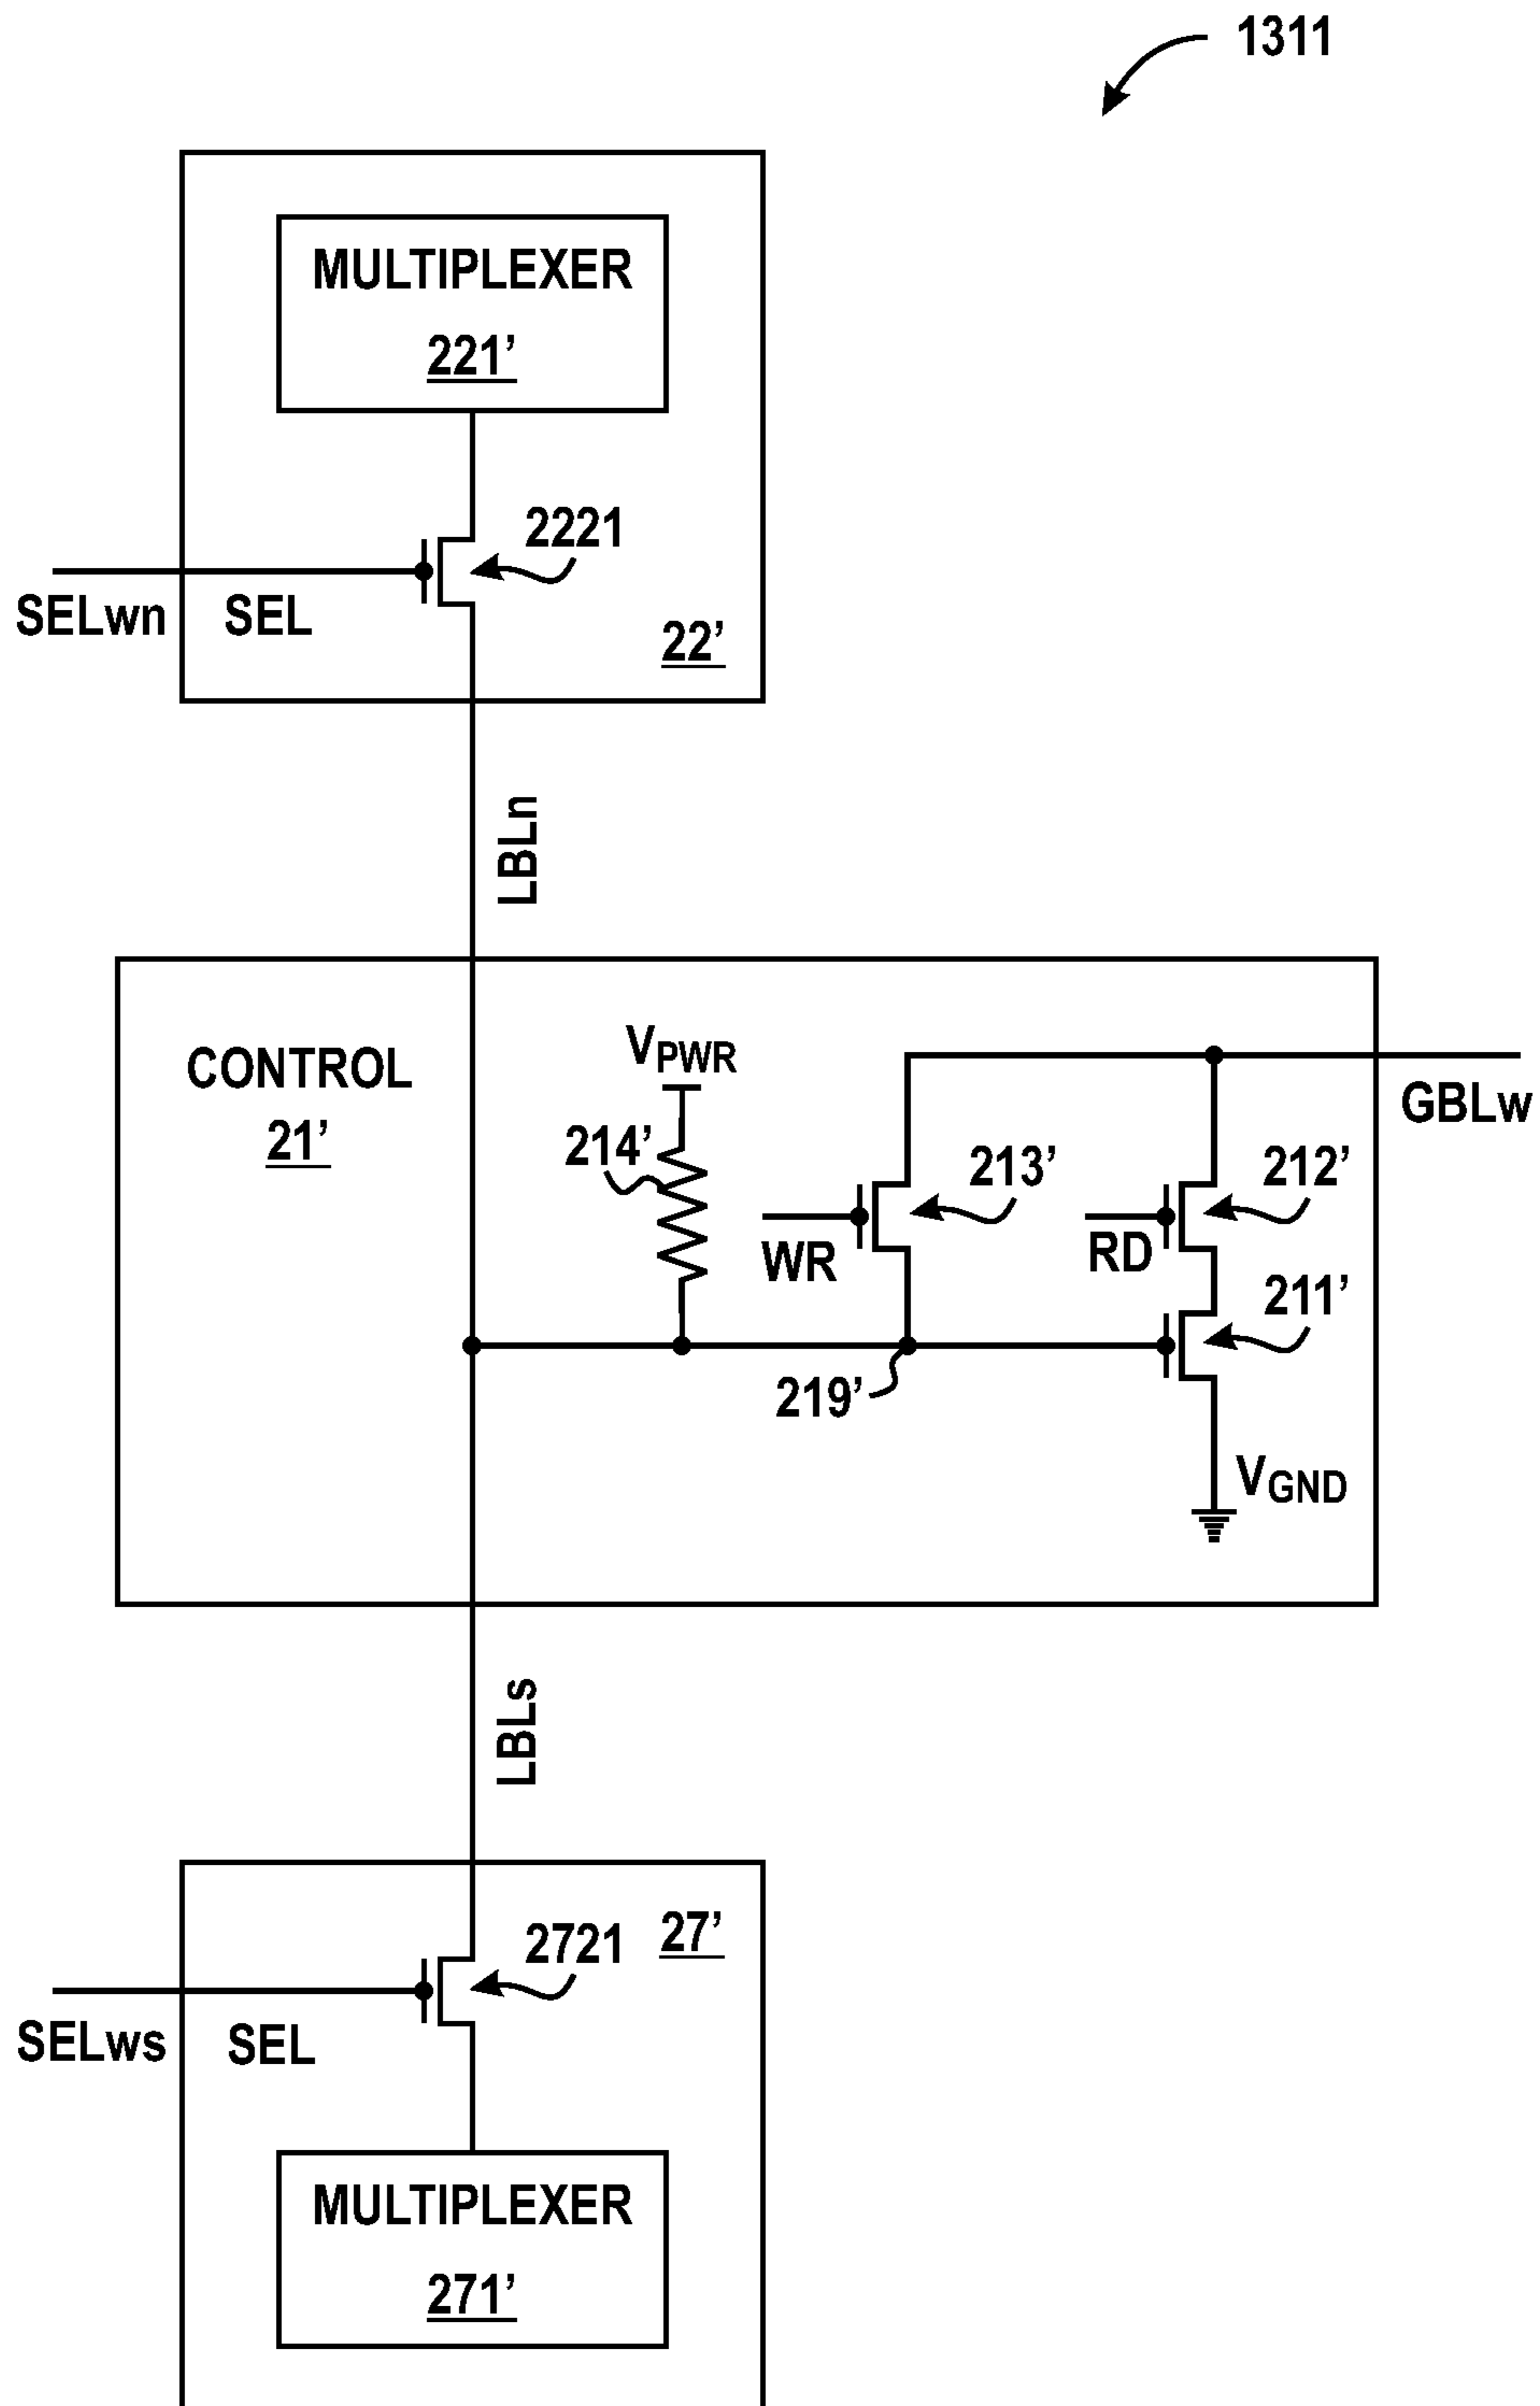 1311
MULTIPLEXER
221’
2221
SELwn
SEL
22’
LBLn
CONTROL
21’
VPWR
GBLw
214’
213’
212’
WR
RD
211’
219’
VGND
LBLs
27’
2721
SELws
SEL
MULTIPLEXER
271’